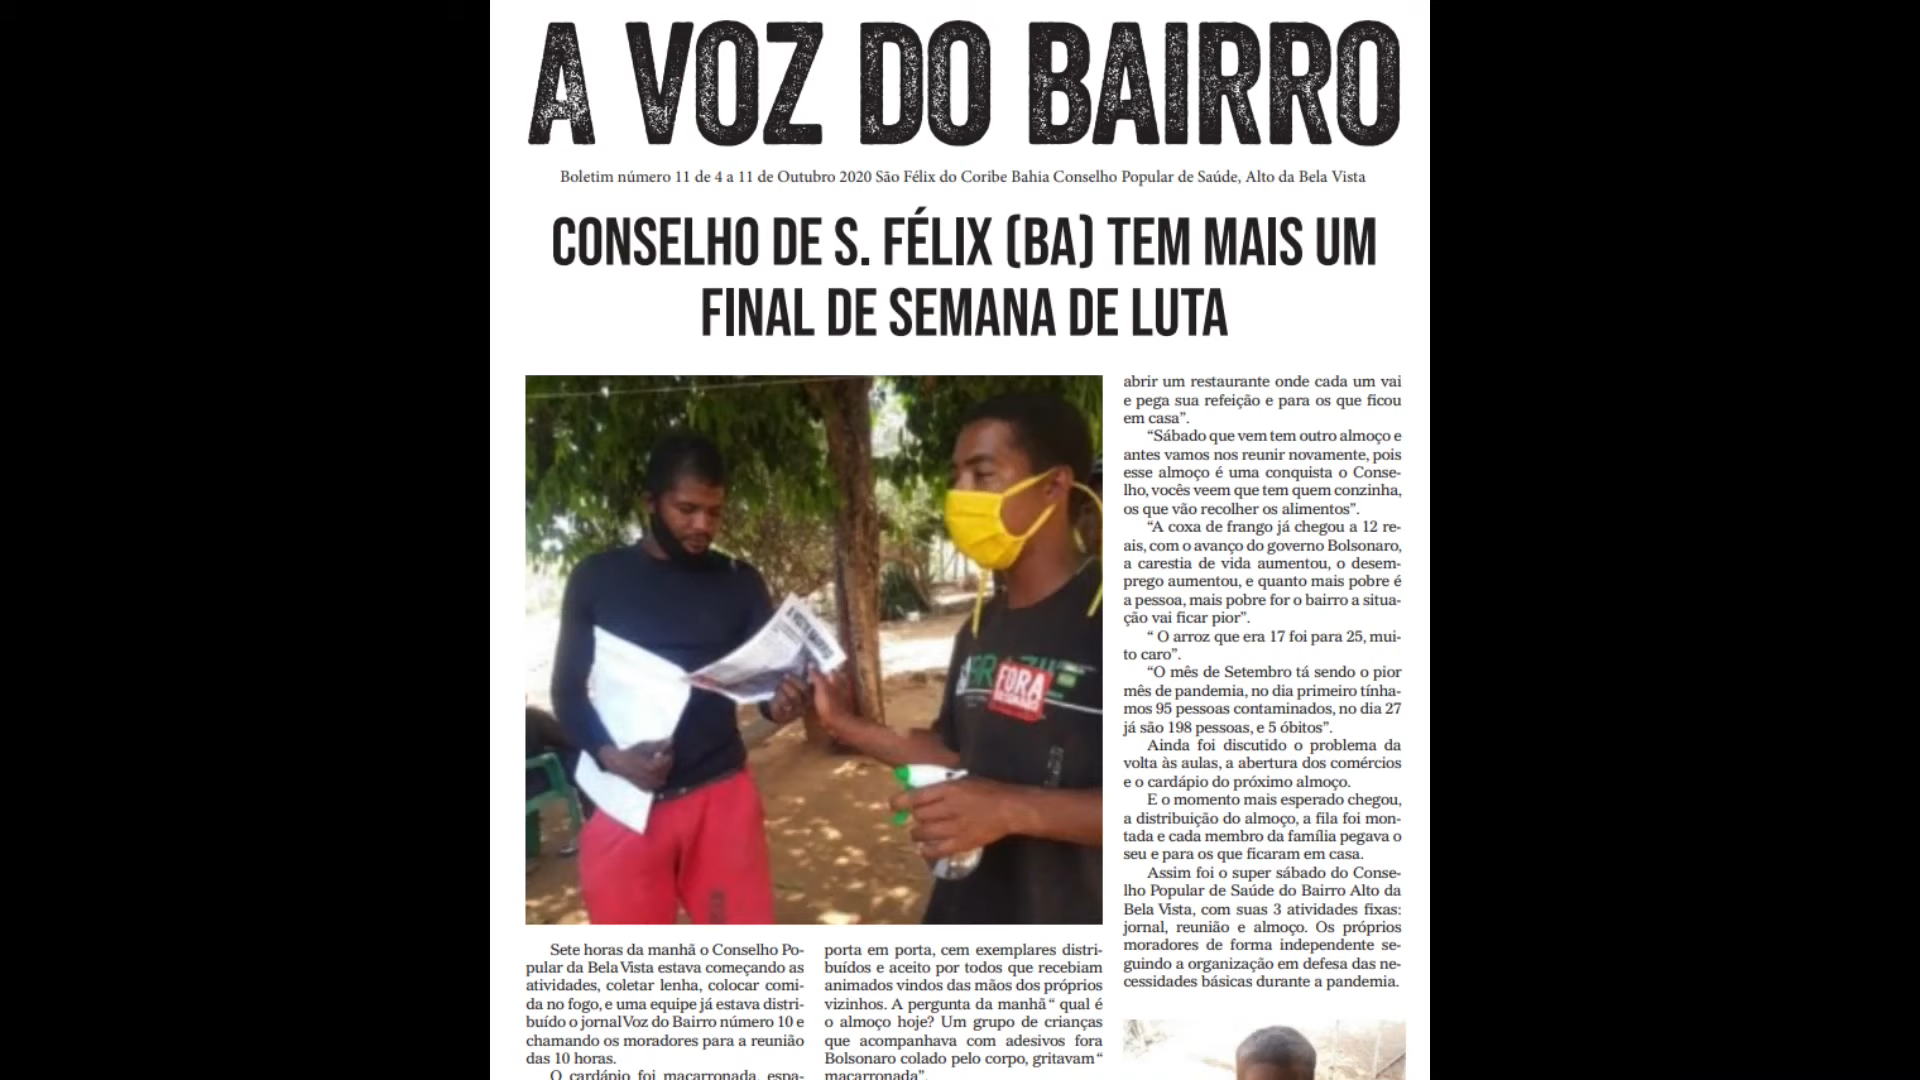 A VOZ DO BAIRRO
Boletim número 11 de 4 a 11 de Outubro 2020 São Félix do Coribe Bahia Conselho Popular de Saúde, Alto da Bela Vista
CONSELHO DE S. FÉLIX (BA) TEM MAIS UM
FINAL DE SEMANA DE LUTA
A VOZ DO BAIRRO
FORA
Sete horas da manhã o Conselho Po-
pular da Bela Vista estava começando as
atividades, coletar lenha, colocar comi-
da no fogo, e uma equipe já estava distri-
buído o jornalVoz do Bairro número 10 e
chamando os moradores para a reunião
das 10 horas.
O cardápio foi macarronada, espa-
porta em porta, cem exemplares distri-
buídos e aceito por todos que recebiam
animados vindos das mãos dos próprios
vizinhos. A pergunta da manhã“ qual é
o almoço hoje? Um grupo de crianças
que acompanhava com adesivos fora
Bolsonaro colado pelo corpo, gritavam“
macarronada”.
abrir um restaurante onde cada um vai
e pega sua refeição e para os que ficou
em casa”.
“Sábado que vem tem outro almoço e
antes vamos nos reunir novamente, pois
esse almoço é uma conquista o Conse-
lho, vocês veem que tem quem conzinha,
os que vão recolher os alimentos”.
“A coxa de frango já chegou a 12 re-
ais, com o avanço do governo Bolsonaro,
a carestia de vida aumentou, o desem-
prego aumentou, e quanto mais pobre é
a pessoa, mais pobre for o bairro a situa-
ção vai ficar pior”.
“ O arroz que era 17 foi para 25, mui-
to caro”.
“O mês de Setembro tá sendo o pior
mês de pandemia, no dia primeiro tínha-
mos 95 pessoas contaminados, no dia 27
já são 198 pessoas, e 5 óbitos”.
Ainda foi discutido o problema da
volta às aulas, a abertura dos comércios
e o cardápio do próximo almoço.
E o momento mais esperado chegou,
a distribuição do almoço, a fila foi mon-
tada e cada membro da família pegava o
seu e para os que ficaram em casa.
Assim foi o super sábado do Conse-
lho Popular de Saúde do Bairro Alto da
Bela Vista, com suas 3 atividades fixas:
jornal, reunião e almoço. Os próprios
moradores de forma independente se-
guindo a organização em defesa das ne-
cessidades básicas durante a pandemia.